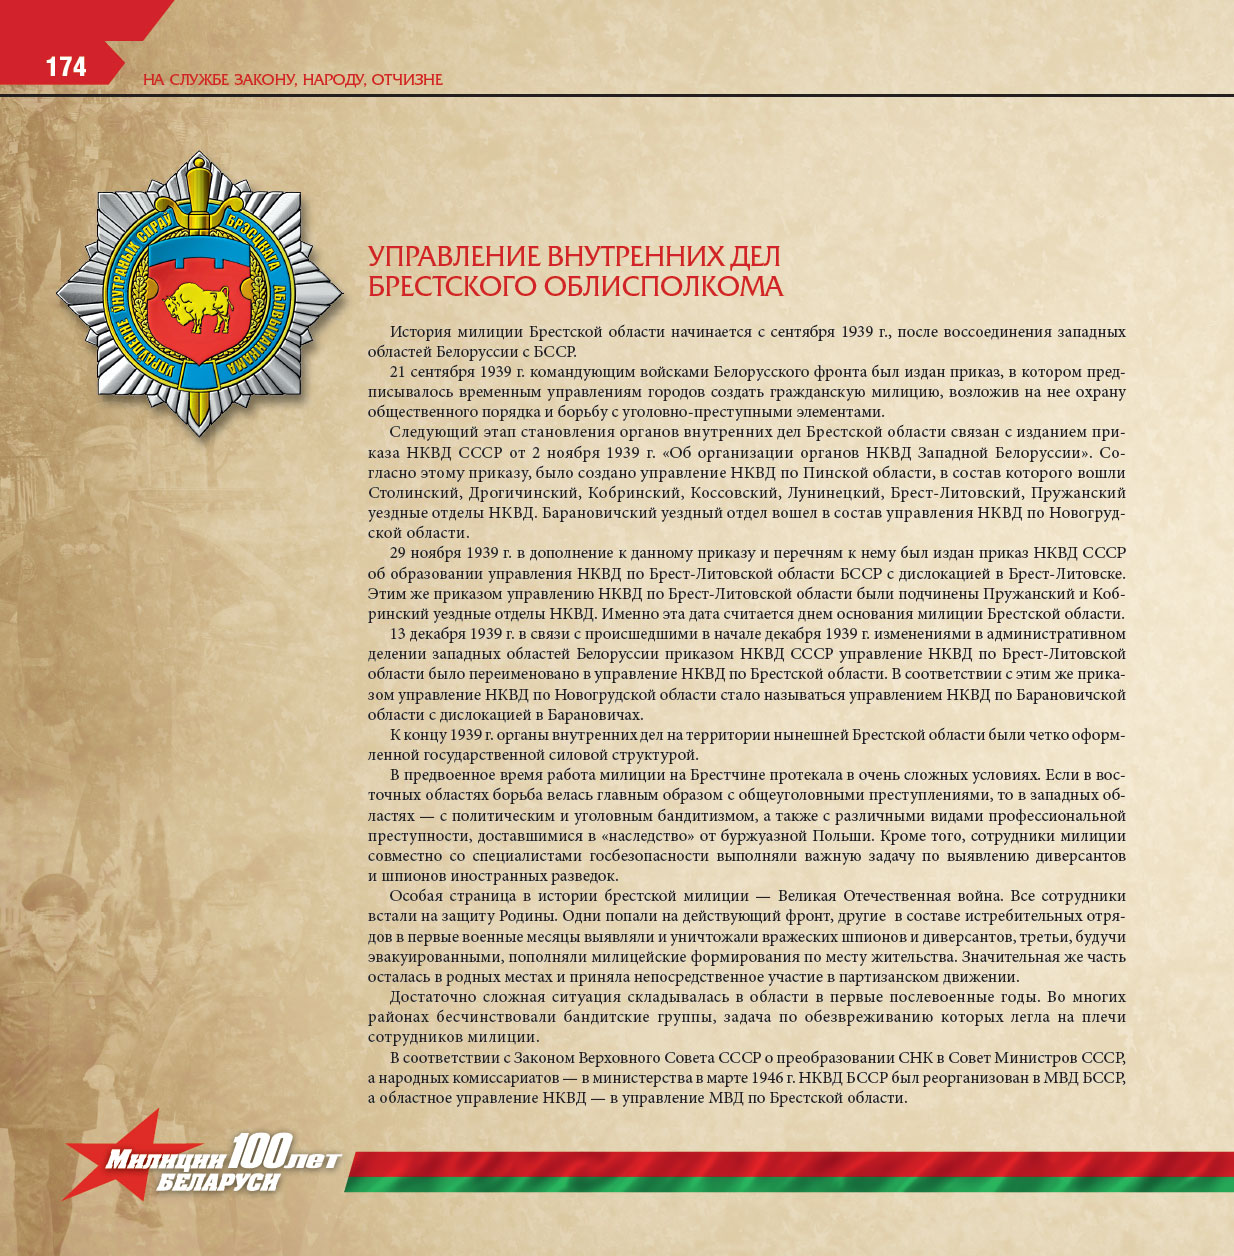 174
НА СЛУЖБЕ ЗАКОНУ, НАРОДУ, ОТЧИЗНЕ
УПРАЎЛЕННЕ УНУТРАНЫХ СПРАЎ
БРЭСЦКАГА АБЛВЫКАНКАМА
УПРАВЛЕНИЕ ВНУТРЕННИХ ДЕЛ
БРЕСТСКОГО ОБЛИСПОЛКОМА
История милиции Брестской области начинается с сентября 1939 г., после воссоединения западных
областей Белоруссии с БССР.
21 сентября 1939 г. командующим войсками Белорусского фронта был издан приказ, в котором пред-
писывалось временным управлениям городов создать гражданскую милицию, возложив на нее охрану
общественного порядка и борьбу с уголовно-преступными элементами.
Следующий этап становления органов внутренних дел Брестской области связан с изданием при-
каза НКВД СССР от 2 ноября 1939 г. «Об организации органов НКВД Западной Белоруссии». Со-
гласно этому приказу, было создано управление НКВД по Пинской области, в состав которого вошли
Столинский, Дрогичинский, Кобринский, Коссовский, Лунинецкий, Брест-Литовский, Пружанский
уездные отделы НКВД. Барановичский уездный отдел вошел в состав управления НКВД по Новогруд-
ской области.
29 ноября 1939 г. в дополнение к данному приказу и перечням к нему был издан приказ НКВД СССР
об образовании управления НКВД по Брест-Литовской области БССР с дислокацией в Брест-Литовске.
Этим же приказом управлению НКВД по Брест-Литовской области были подчинены Пружанский и Коб-
ринский уездные отделы НКВД. Именно эта дата считается днем основания милиции Брестской области.
13 декабря 1939 г. в связи с происшедшими в начале декабря 1939 г. изменениями в административном
делении западных областей Белоруссии приказом НКВД СССР управление НКВД по Брест-Литовской
области было переименовано в управление НКВД по Брестской области. В соответствии с этим же прика-
зом управление НКВД по Новогрудской области стало называться управлением НКВД по Барановичской
области с дислокацией в Барановичах.
К концу 1939 г. органы внутренних дел на территории нынешней Брестской области были четко оформ-
ленной государственной силовой структурой.
В предвоенное время работа милиции на Брестчине протекала в очень сложных условиях. Если в вос-
точных областях борьба велась главным образом с общеуголовными преступлениями, то в западных об-
ластях — с политическим и уголовным бандитизмом, а также с различными видами профессиональной
преступности, доставшимися в «наследство» от буржуазной Польши. Кроме того, сотрудники милиции
совместно со специалистами госбезопасности выполняли важную задачу по выявлению диверсантов
и шпионов иностранных разведок.
Особая страница в истории брестской милиции — Великая Отечественная война. Все сотрудники
встали на защиту Родины. Одни попали на действующий фронт, другие в составе истребительных отря-
дов в первые военные месяцы выявляли и уничтожали вражеских шпионов и диверсантов, третьи, будучи
эвакуированными, пополняли милицейские формирования по месту жительства. Значительная же часть
осталась в родных местах и приняла непосредственное участие в партизанском движении.
Достаточно сложная ситуация складывалась в области в первые послевоенные годы. Во многих
районах бесчинствовали бандитские группы, задача по обезвреживанию которых легла на плечи
сотрудников милиции.
В соответствии с Законом Верховного Совета СССР о преобразовании СНК в Совет Министров СССР,
а народных комиссариатов — в министерства в марте 1946 г. НКВД БССР был реорганизован в МВД БССР,
а областное управление НКВД — в управление МВД по Брестской области.
Милиции 100 лет
БЕЛАРУСИ